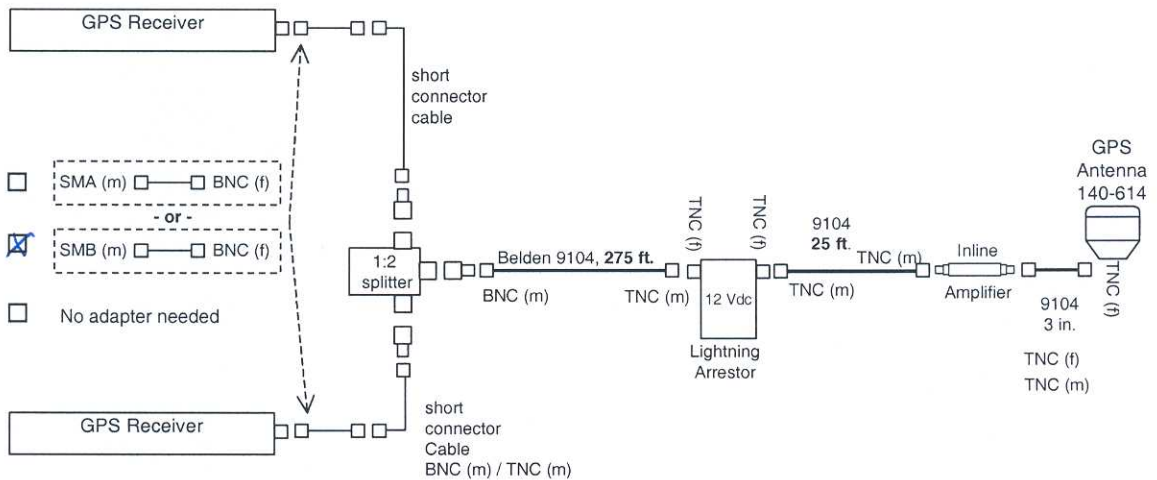 GPS Receiver
short
connector
cable
SMA (m) BNC (f)
- or -
SMB (m) BNC (f)
No adapter needed
1:2
splitter
Belden 9104, 275 ft.
BNC (m)
TNC (m)
TNC (f)
TNC (f)
12 Vdc
Lightning
Arrestor
9104
25 ft.
TNC (m)
TNC (m)
Inline
Amplifier
GPS
Antenna
140-614
TNC (f)
9104
3 in.
TNC (f)
TNC (m)
GPS Receiver
short
connector
Cable
BNC (m) / TNC (m)